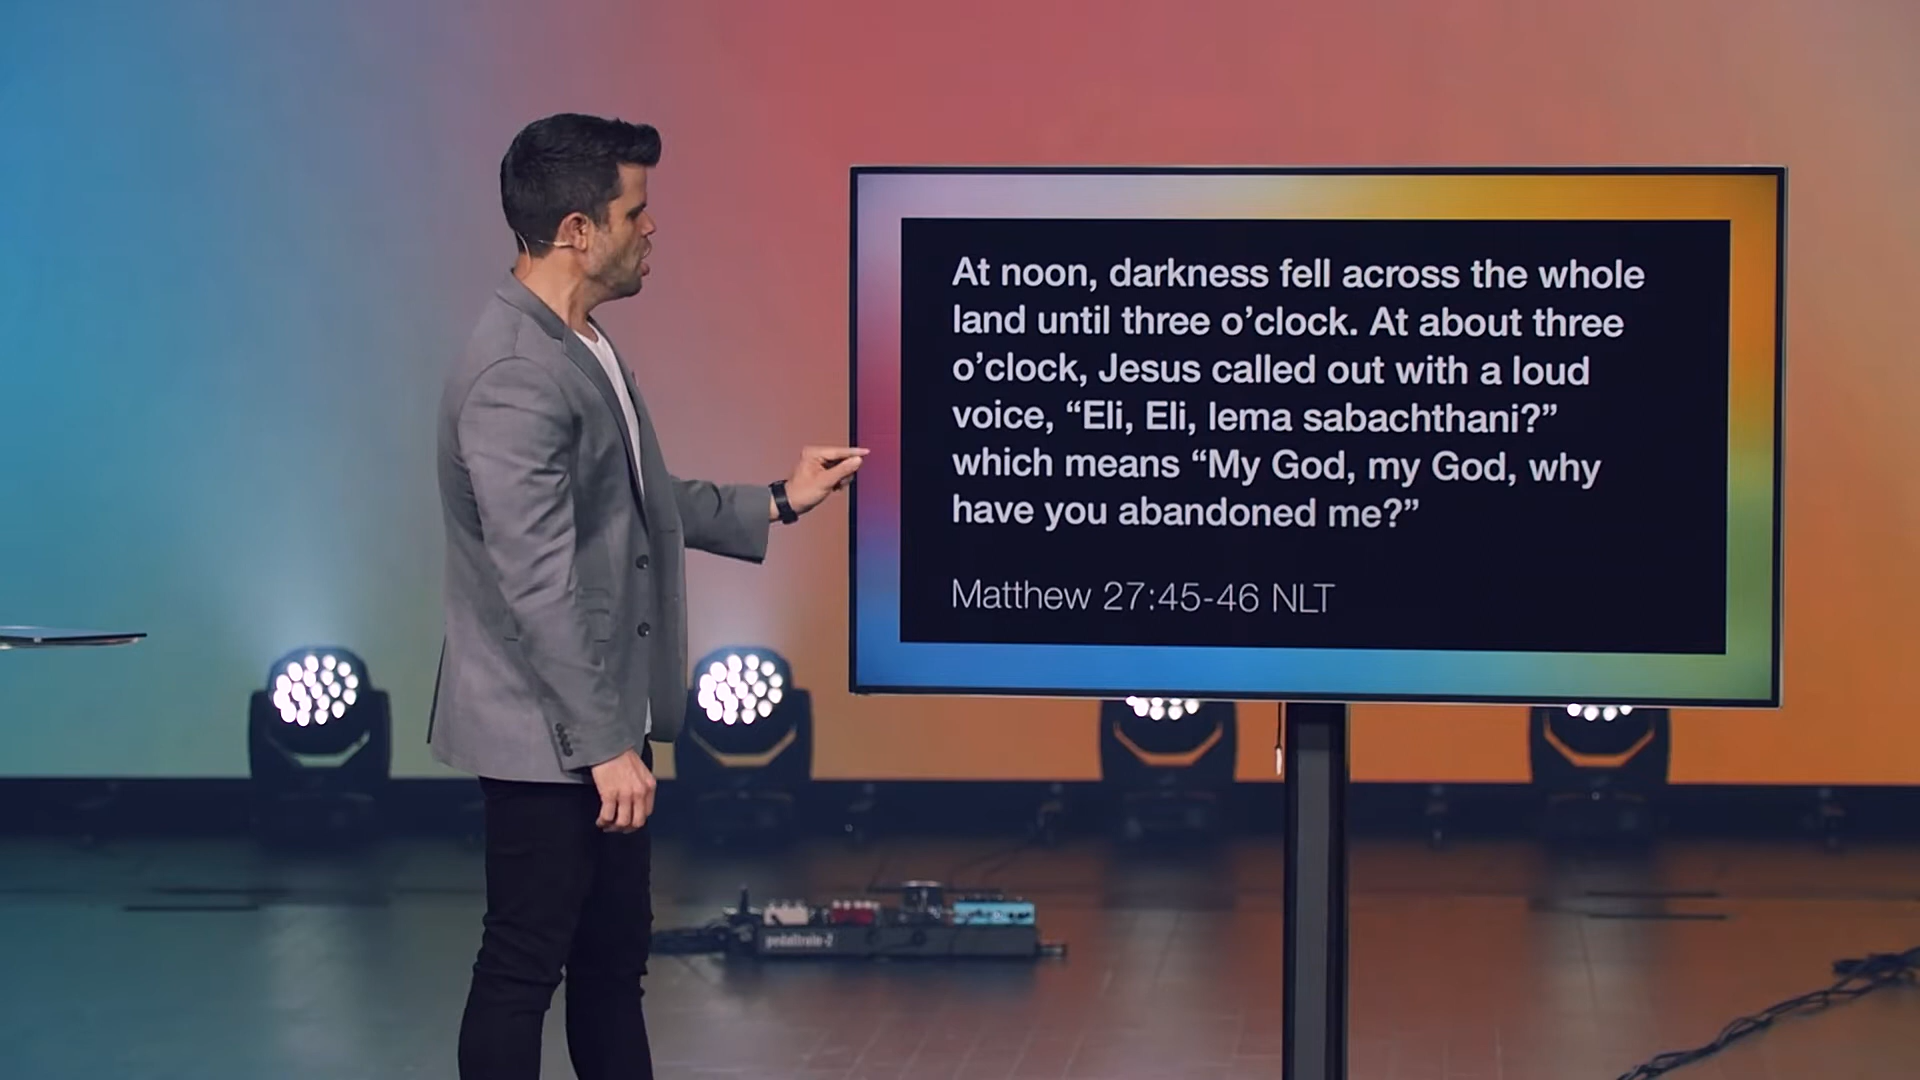 At noon, darkness fell across the whole
land until three o’clock. At about three
o’clock, Jesus called out with a loud
voice, “Eli, Eli, lema sabachthani?”
which means “My God, my God, why
have you abandoned me?”
Matthew 27:45-46 NLT
pedaltrain-2